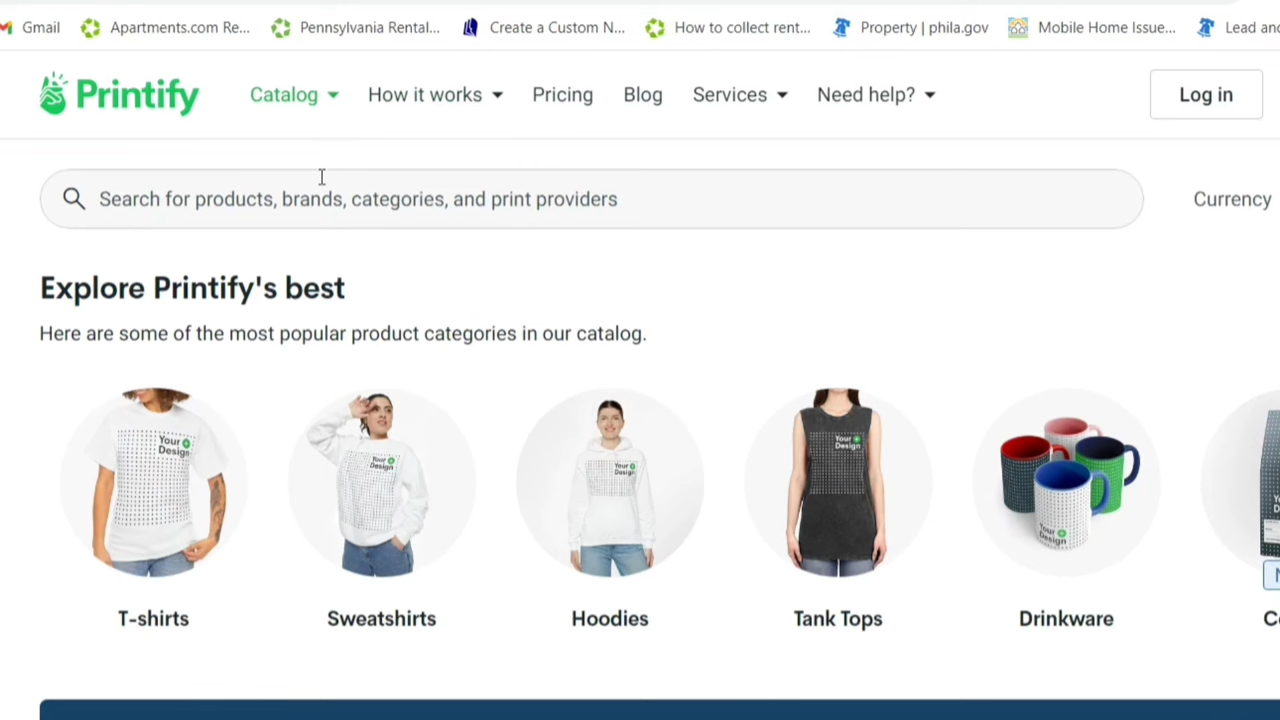 Gmail Apartments.com Re... Pennsylvania Rental... Create a Custom N... How to collect rent... Property | phila.gov Mobile Home Issue... Lead and
Printify Catalog How it works Pricing Blog Services Need help? Log in
Search for products, brands, categories, and print providers Currency
Explore Printify's best
Here are some of the most popular product categories in our catalog.
Your Design
Your Design
Your Design
Your Design
Your Design
T-shirts Sweatshirts Hoodies Tank Tops Drinkware